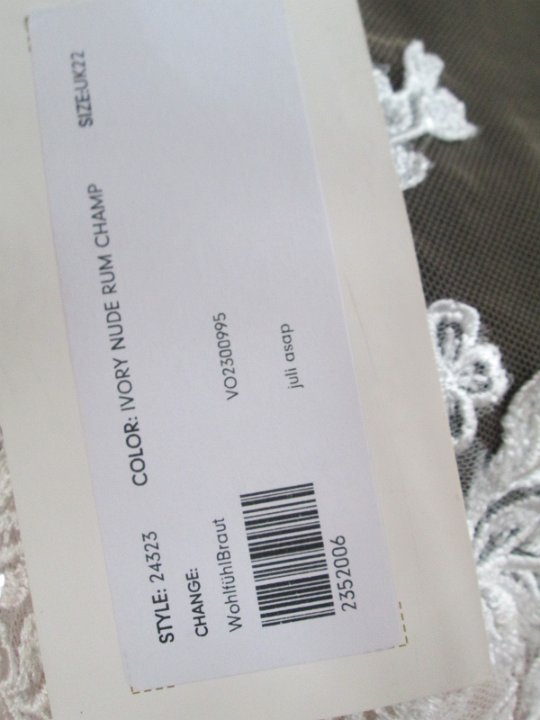 STYLE: 24323 COLOR: IVORY NUDE RUM CHAMP SIZE:UK22
CHANGE:
WohlfühlBraut VO2300995
2352006 juli asap